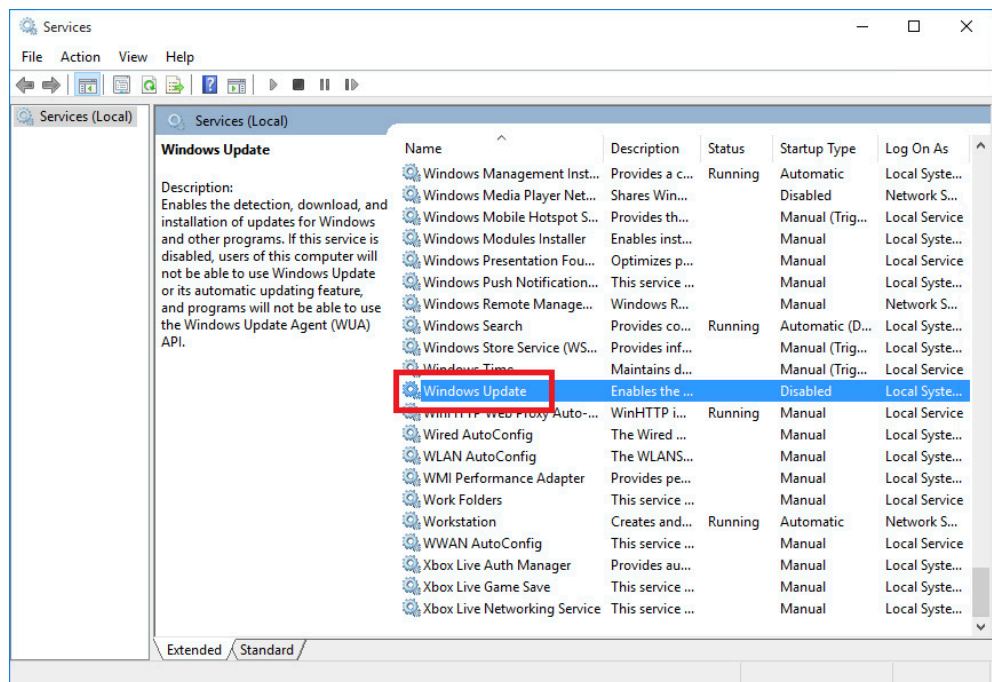 Services
File Action View Help
Services (Local)
Services (Local)
Windows Update
Description:
Enables the detection, download, and
installation of updates for Windows
and other programs. If this service is
disabled, users of this computer will
not be able to use Windows Update
or its automatic updating feature,
and programs will not be able to use
the Windows Update Agent (WUA)
API.
Name Description Status Startup Type Log On As
Windows Management Inst... Provides a c... Running Automatic Local Syste...
Windows Media Player Net... Shares Win... Disabled Network S...
Windows Mobile Hotspot S... Provides th... Manual (Trig... Local Service
Windows Modules Installer Enables inst... Manual Local Syste...
Windows Presentation Fou... Optimizes p... Manual Local Service
Windows Push Notification... This service ... Manual Local Syste...
Windows Remote Manage... Windows R... Manual Network S...
Windows Search Provides co... Running Automatic (D... Local Syste...
Windows Store Service (WS... Provides inf... Manual (Trig... Local Syste...
Windows Time Maintains d... Manual (Trig... Local Service
Windows Update Enables the ... Disabled Local Syste...
WinHTTP Web Proxy Auto-... WinHTTP i... Running Manual Local Service
Wired AutoConfig The Wired ... Manual Local Syste...
WLAN AutoConfig The WLANS... Manual Local Syste...
WMI Performance Adapter Provides pe... Manual Local Syste...
Work Folders This service ... Manual Local Service
Workstation Creates and... Running Automatic Network S...
WWAN AutoConfig This service ... Manual Local Service
Xbox Live Auth Manager Provides au... Manual Local Syste...
Xbox Live Game Save This service ... Manual Local Syste...
Xbox Live Networking Service This service ... Manual Local Syste...
Extended Standard